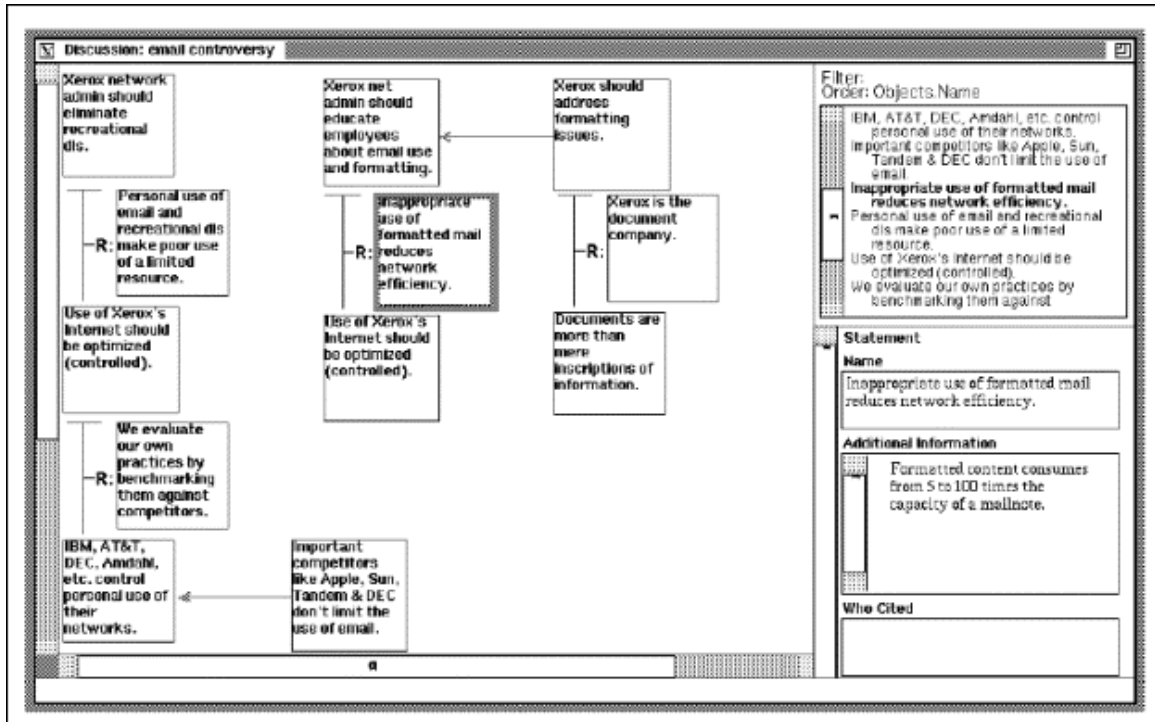 Discussion: email controversy
Xerox network
admin should
eliminate
recreational
dls.
Personal use of
email and
recreational dls
R: make poor use
of a limited
resource.
Use of Xerox's
Internet should
be optimized
(controlled).
We evaluate
our own
practices by
R: benchmarking
them against
competitors.
IBM, AT&T,
DEC, Amdahl,
etc. control
personal use of
their
networks.
Xerox net
admin should
educate
employees
about email use
and formatting.
Inappropriate
use of
formatted mail
R: reduces
network
efficiency.
Use of Xerox's
Internet should
be optimized
(controlled).
Important
competitors
like Apple, Sun,
Tandem & DEC
don't limit the
use of email.
Xerox should
address
formatting
issues.
Xerox is the
document
company.
R:
Documents are
more than
mere
inscriptions of
information.
Filter:
Order: Objects.Name
IBM, AT&T, DEC, Amdahl, etc. control
personal use of their networks.
Important competitors like Apple, Sun,
Tandem & DEC don't limit the use of
email.
Inappropriate use of formatted mail
reduces network efficiency.
Personal use of email and recreational
dls make poor use of a limited
resource.
Use of Xerox's Internet should be
optimized (controlled).
We evaluate our own practices by
benchmarking them against
Statement
Name
Inappropriate use of formatted mail
reduces network efficiency.
Additional Information
Formatted content consumes
from 5 to 100 times the
capacity of a mailnote.
Who Cited